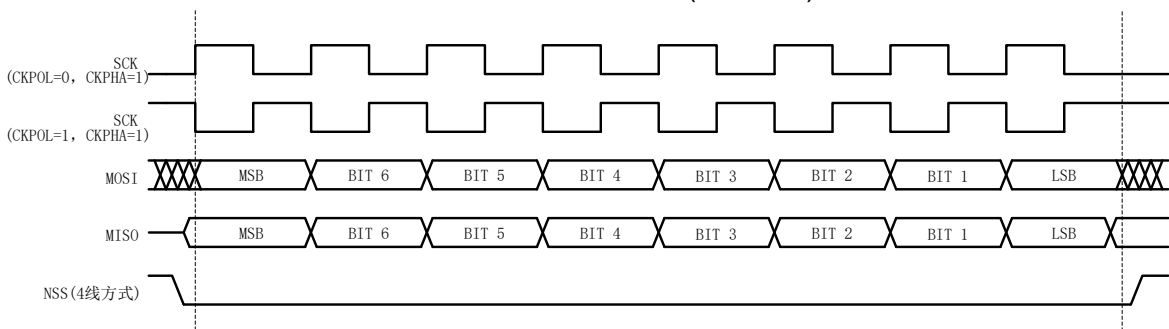 SCK
(CKPOL=0, CKPHA=1)
SCK
(CKPOL=1, CKPHA=1)
MOSI MSB BIT 6 BIT 5 BIT 4 BIT 3 BIT 2 BIT 1 LSB
MISO MSB BIT 6 BIT 5 BIT 4 BIT 3 BIT 2 BIT 1 LSB
NSS(4线方式)